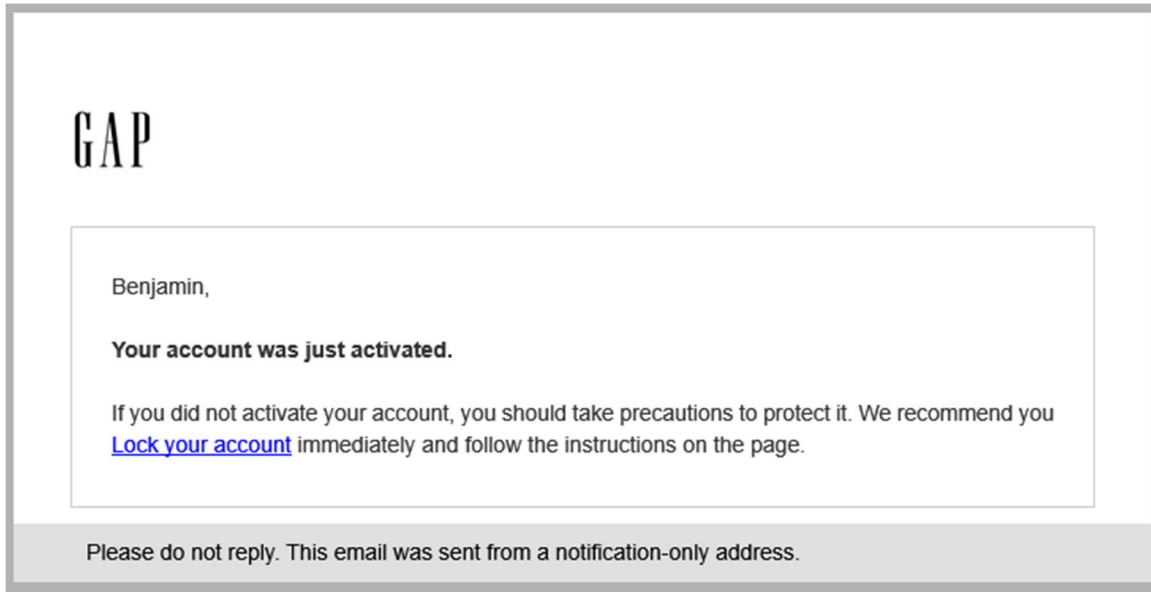 GAP
Benjamin,
Your account was just activated.
If you did not activate your account, you should take precautions to protect it. We recommend you
Lock your account immediately and follow the instructions on the page.
Please do not reply. This email was sent from a notification-only address.